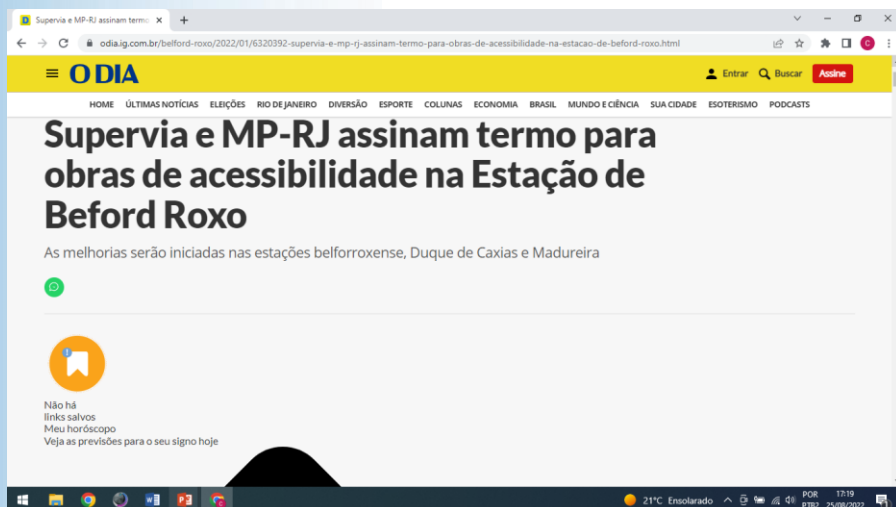 Supervia e MP-RJ assinam termo
odia.ig.com.br/belford-roxo/2022/01/6320392-supervia-e-mp-rj-assinam-termo-para-obras-de-acessibilidade-na-estacao-de-beford-roxo.html
O DIA
Entrar Buscar Assine
HOME ÚLTIMAS NOTÍCIAS ELEIÇÕES RIO DE JANEIRO DIVERSÃO ESPORTE COLUNAS ECONOMIA BRASIL MUNDO E CIÊNCIA SUA CIDADE ESOTERISMO PODCASTS
Supervia e MP-RJ assinam termo para
obras de acessibilidade na Estação de
Beford Roxo
As melhorias serão iniciadas nas estações belforroxense, Duque de Caxias e Madureira
Não há
links salvos
Meu horóscopo
Veja as previsões para o seu signo hoje
21°C Ensolarado
POR 17:19
PTB2 25/08/2022